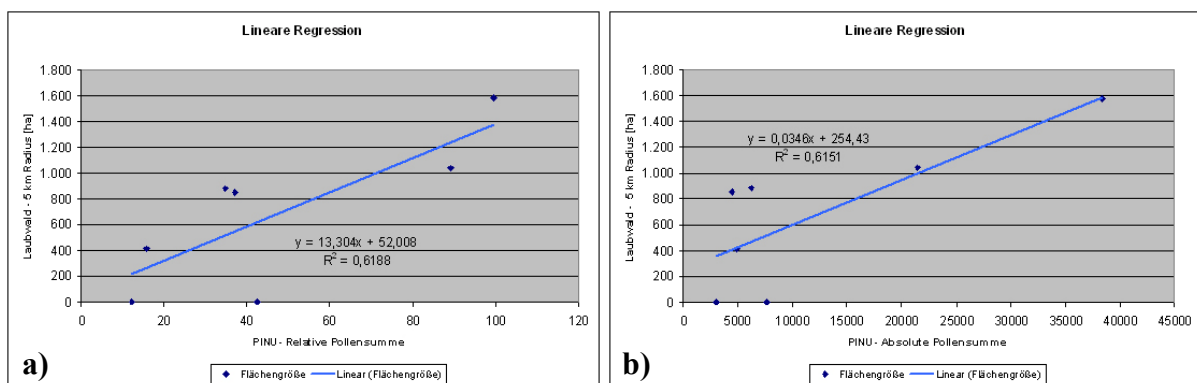 Lineare Regression
Laubwald - 5 km Radius [ha]
1.800
1.600
1.400
1.200
1.000
800
600
400
200
0
y = 13,304x + 52,008
R² = 0,6188
0 20 40 60 80 100 120
PINU - Relative Pollensumme
Flächengröße Linear (Flächengröße)
a)
Lineare Regression
Laubwald - 5 km Radius [ha]
1.800
1.600
1.400
1.200
1.000
800
600
400
200
0
y = 0,0346x + 254,43
R² = 0,6151
0 5000 10000 15000 20000 25000 30000 35000 40000 45000
PINU - Absolute Pollensumme
Flächengröße Linear (Flächengröße)
b)